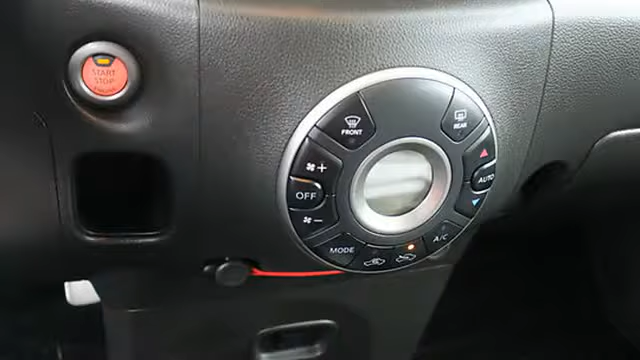 START
STOP
ENGINE
FRONT
REAR
+
OFF
AUTO
−
MODE
A/C